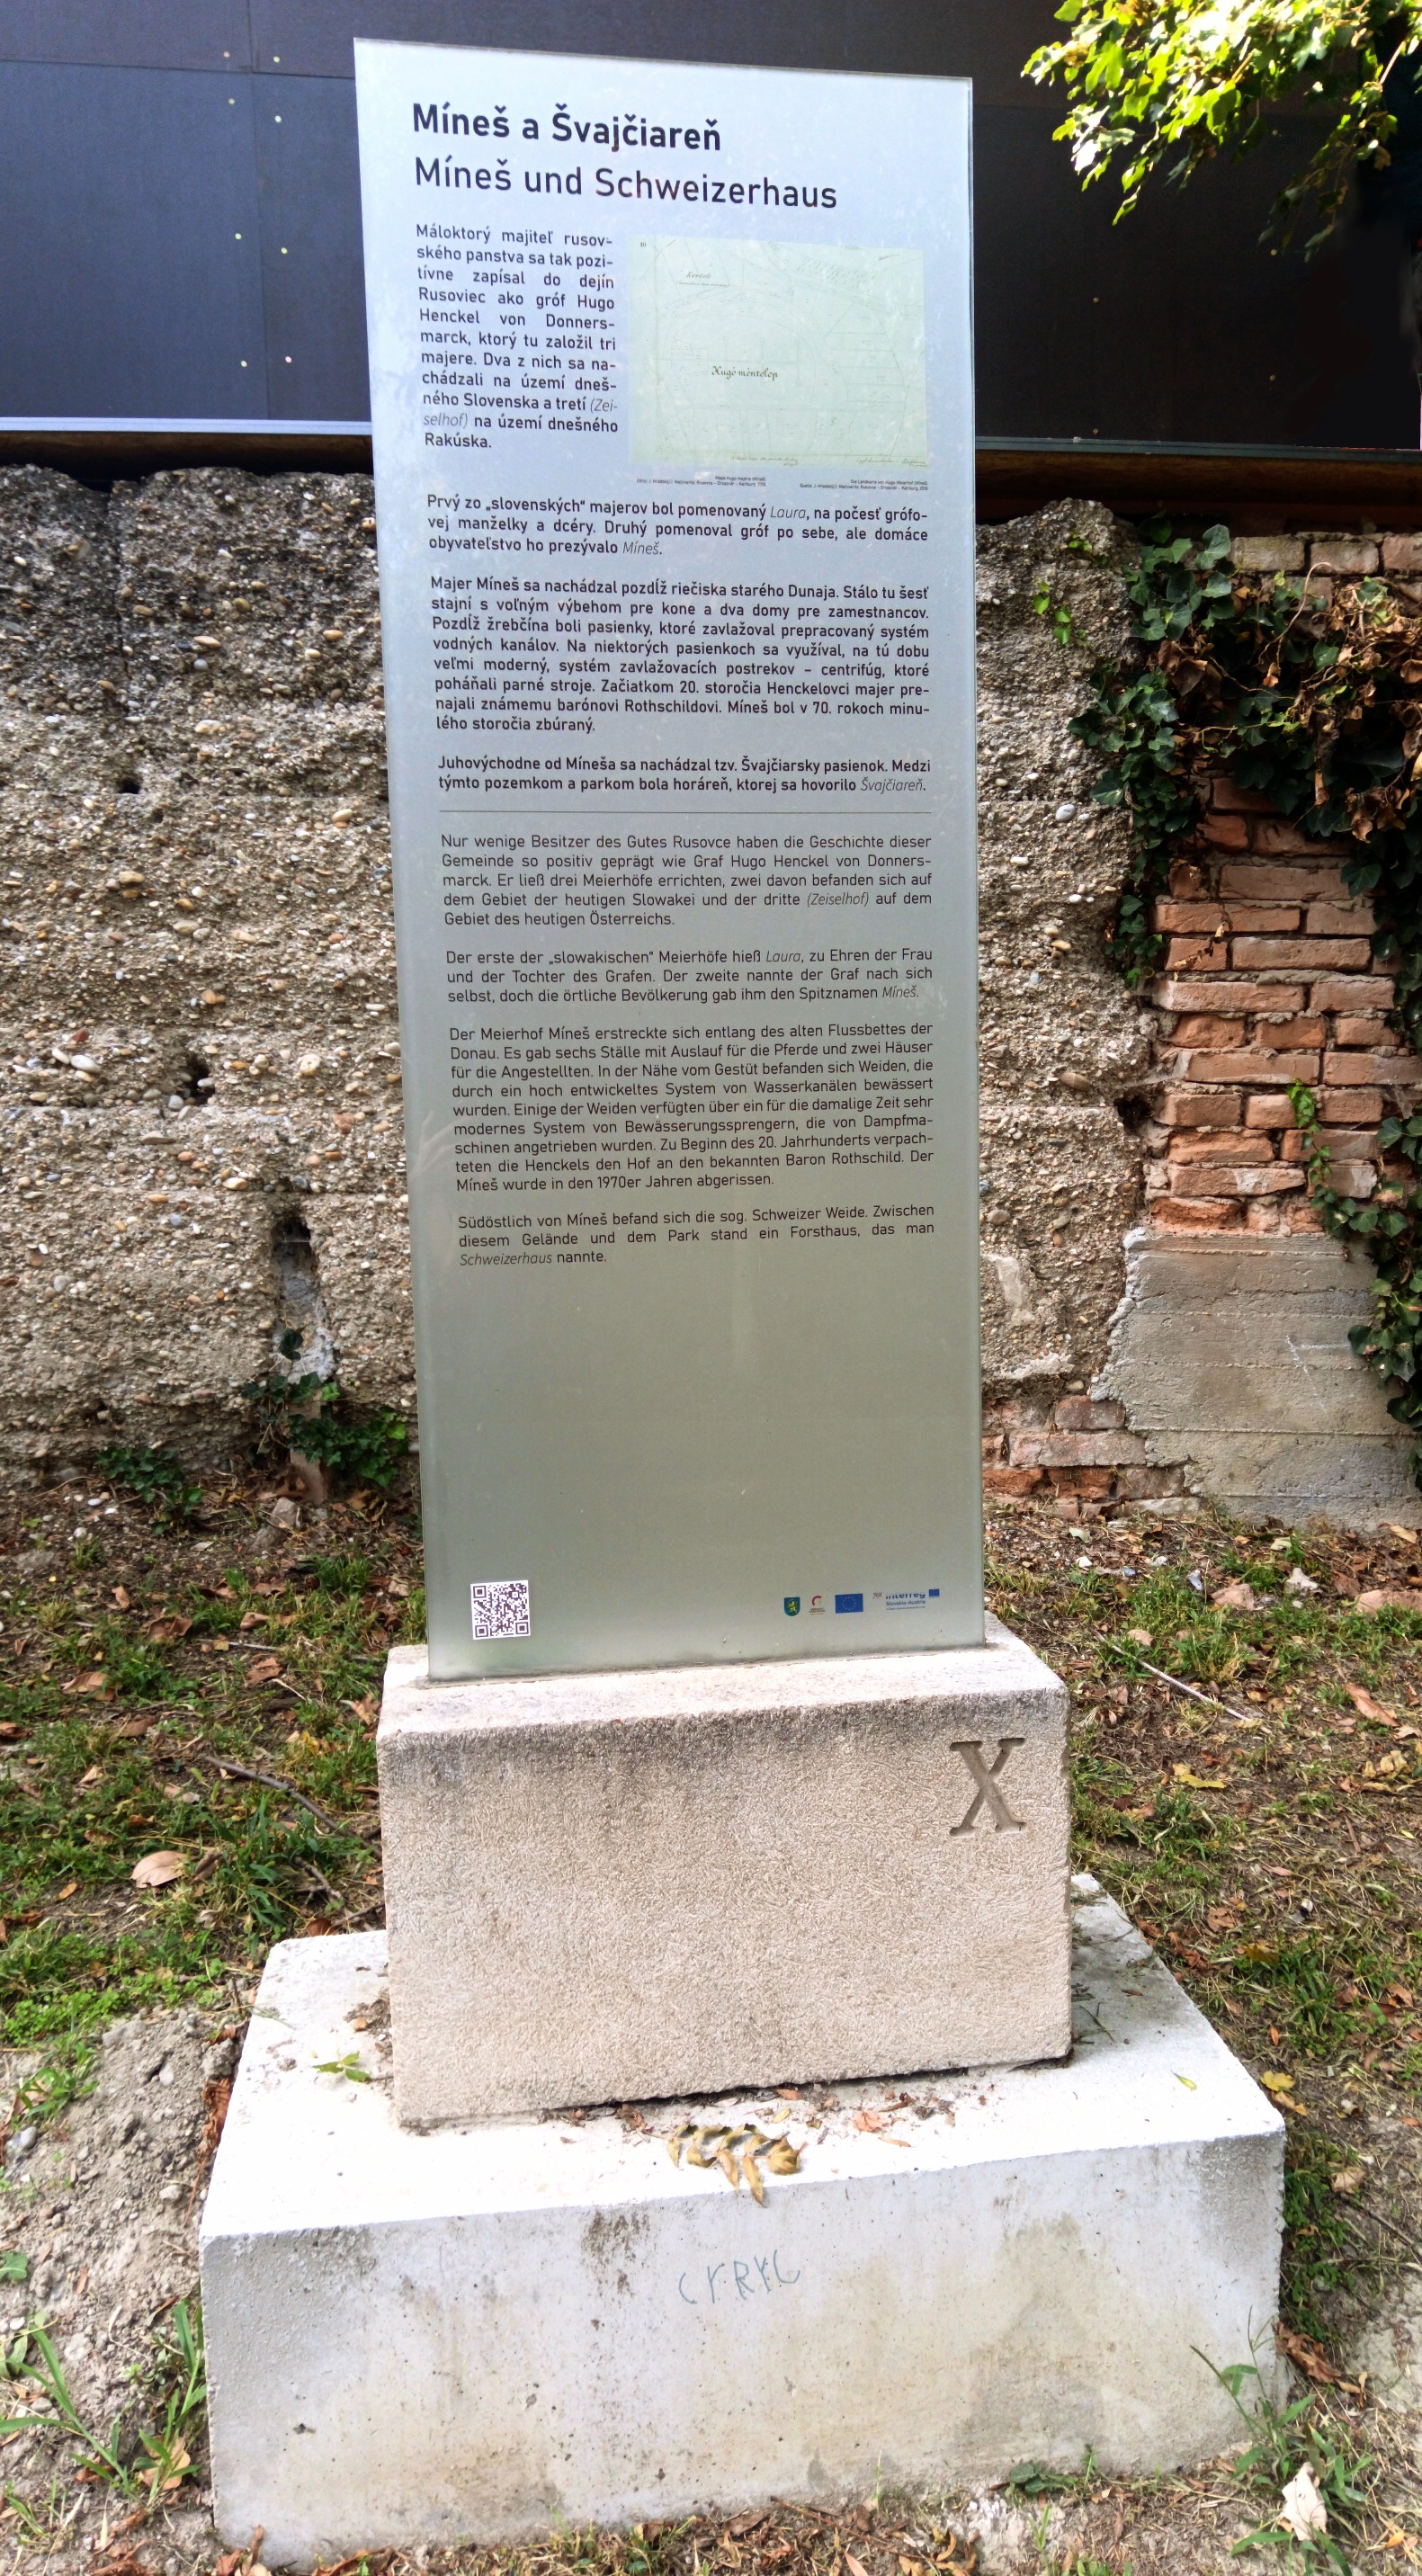 Míneš a Švajčiareň
Míneš und Schweizerhaus
Máloktorý majiteľ rusov-
ského panstva sa tak pozi-
tívne zapísal do dejín
Rusoviec ako gróf Hugo
Henckel von Donners-
marck, ktorý tu založil tri
majere. Dva z nich sa na-
chádzali na území dneš-
ného Slovenska a tretí (Zei-
selhof) na území dnešného
Rakúska.
10
Hugó méntelep
Prvý zo „slovenských“ majerov bol pomenovaný Laura, na počesť grófo-
vej manželky a dcéry. Druhý pomenoval gróf po sebe, ale domáce
obyvateľstvo ho prezývalo Míneš.
Majer Míneš sa nachádzal pozdĺž riečiska starého Dunaja. Stálo tu šesť
stajní s voľným výbehom pre kone a dva domy pre zamestnancov.
Pozdĺž žrebčína boli pasienky, ktoré zavlažoval prepracovaný systém
vodných kanálov. Na niektorých pasienkoch sa využíval, na tú dobu
veľmi moderný, systém zavlažovacích postrekov – centrifúg, ktoré
poháňali parné stroje. Začiatkom 20. storočia Henckelovci majer pre-
najali známemu barónovi Rothschildovi. Míneš bol v 70. rokoch minu-
lého storočia zbúraný.
Juhovýchodne od Míneša sa nachádzal tzv. Švajčiarsky pasienok. Medzi
týmto pozemkom a parkom bola horáreň, ktorej sa hovorilo Švajčiareň.
Nur wenige Besitzer des Gutes Rusovce haben die Geschichte dieser
Gemeinde so positiv geprägt wie Graf Hugo Henckel von Donners-
marck. Er ließ drei Meierhöfe errichten, zwei davon befanden sich auf
dem Gebiet der heutigen Slowakei und der dritte (Zeiselhof) auf dem
Gebiet des heutigen Österreichs.
Der erste der „slowakischen“ Meierhöfe hieß Laura, zu Ehren der Frau
und der Tochter des Grafen. Der zweite nannte der Graf nach sich
selbst, doch die örtliche Bevölkerung gab ihm den Spitznamen Míneš.
Der Meierhof Míneš erstreckte sich entlang des alten Flussbettes der
Donau. Es gab sechs Ställe mit Auslauf für die Pferde und zwei Häuser
für die Angestellten. In der Nähe vom Gestüt befanden sich Weiden, die
durch ein hoch entwickeltes System von Wasserkanälen bewässert
wurden. Einige der Weiden verfügten über ein für die damalige Zeit sehr
modernes System von Bewässerungssprengern, die von Dampfma-
schinen angetrieben wurden. Zu Beginn des 20. Jahrhunderts verpach-
teten die Henckels den Hof an den bekannten Baron Rothschild. Der
Míneš wurde in den 1970er Jahren abgerissen.
Südöstlich von Míneš befand sich die sog. Schweizer Weide. Zwischen
diesem Gelände und dem Park stand ein Forsthaus, das man
Schweizerhaus nannte.
Interreg
Slovakia-Austria
X
CYRYL